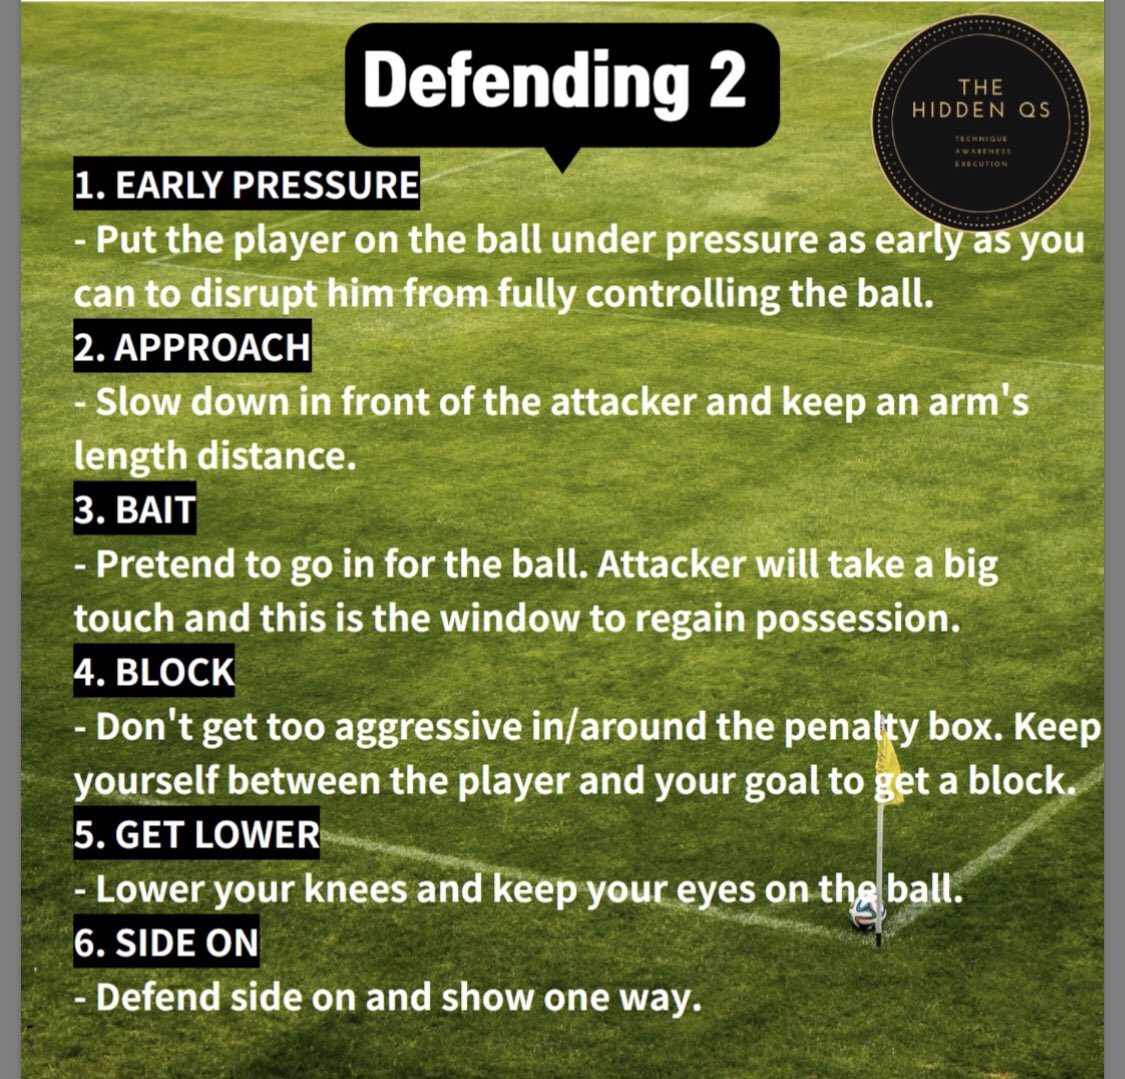 Defending 2
THE
HIDDEN QS
TECHNIQUE
AWARENESS
EXECUTION
1. EARLY PRESSURE
- Put the player on the ball under pressure as early as you
can to disrupt him from fully controlling the ball.
2. APPROACH
- Slow down in front of the attacker and keep an arm's
length distance.
3. BAIT
- Pretend to go in for the ball. Attacker will take a big
touch and this is the window to regain possession.
4. BLOCK
- Don't get too aggressive in/around the penalty box. Keep
yourself between the player and your goal to get a block.
5. GET LOWER
- Lower your knees and keep your eyes on the ball.
6. SIDE ON
- Defend side on and show one way.